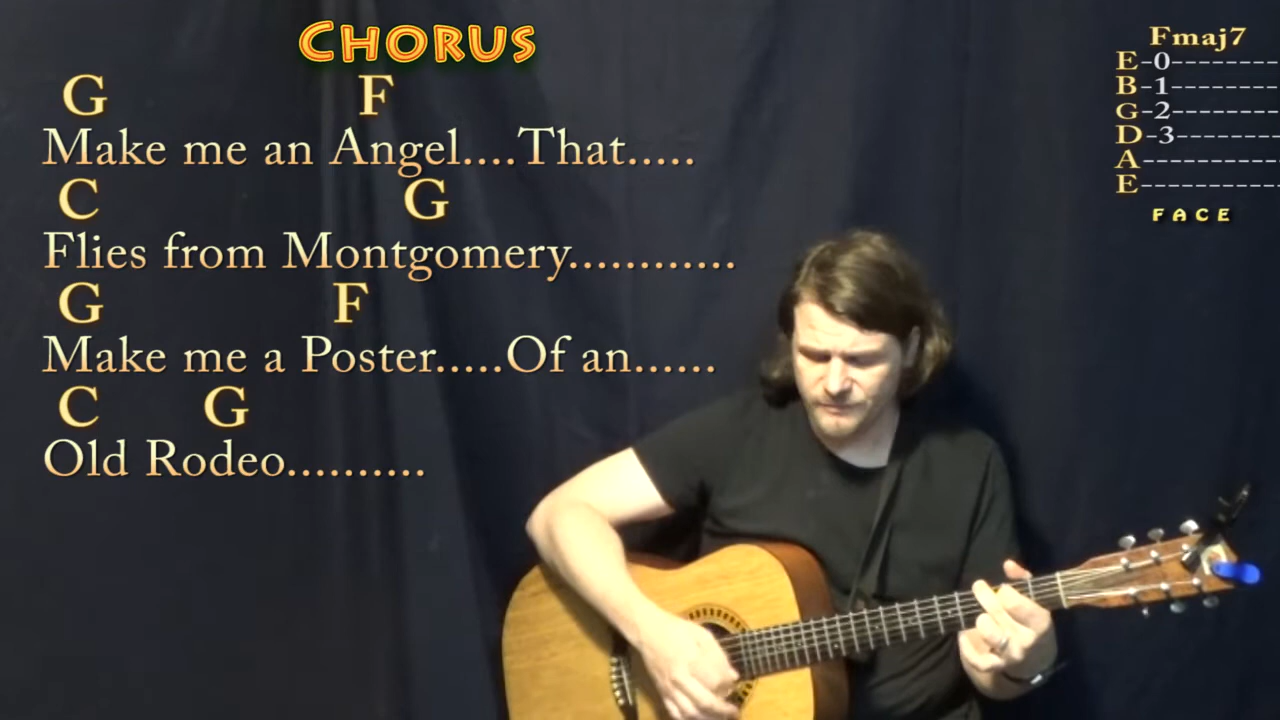 CHORUS
G F
Make me an Angel....That.....
C G
Flies from Montgomery............
G F
Make me a Poster.....Of an......
C G
Old Rodeo..........
Fmaj7
E-0-----------
B-1-----------
G-2-----------
D-3-----------
A--------------
E--------------
F A C E